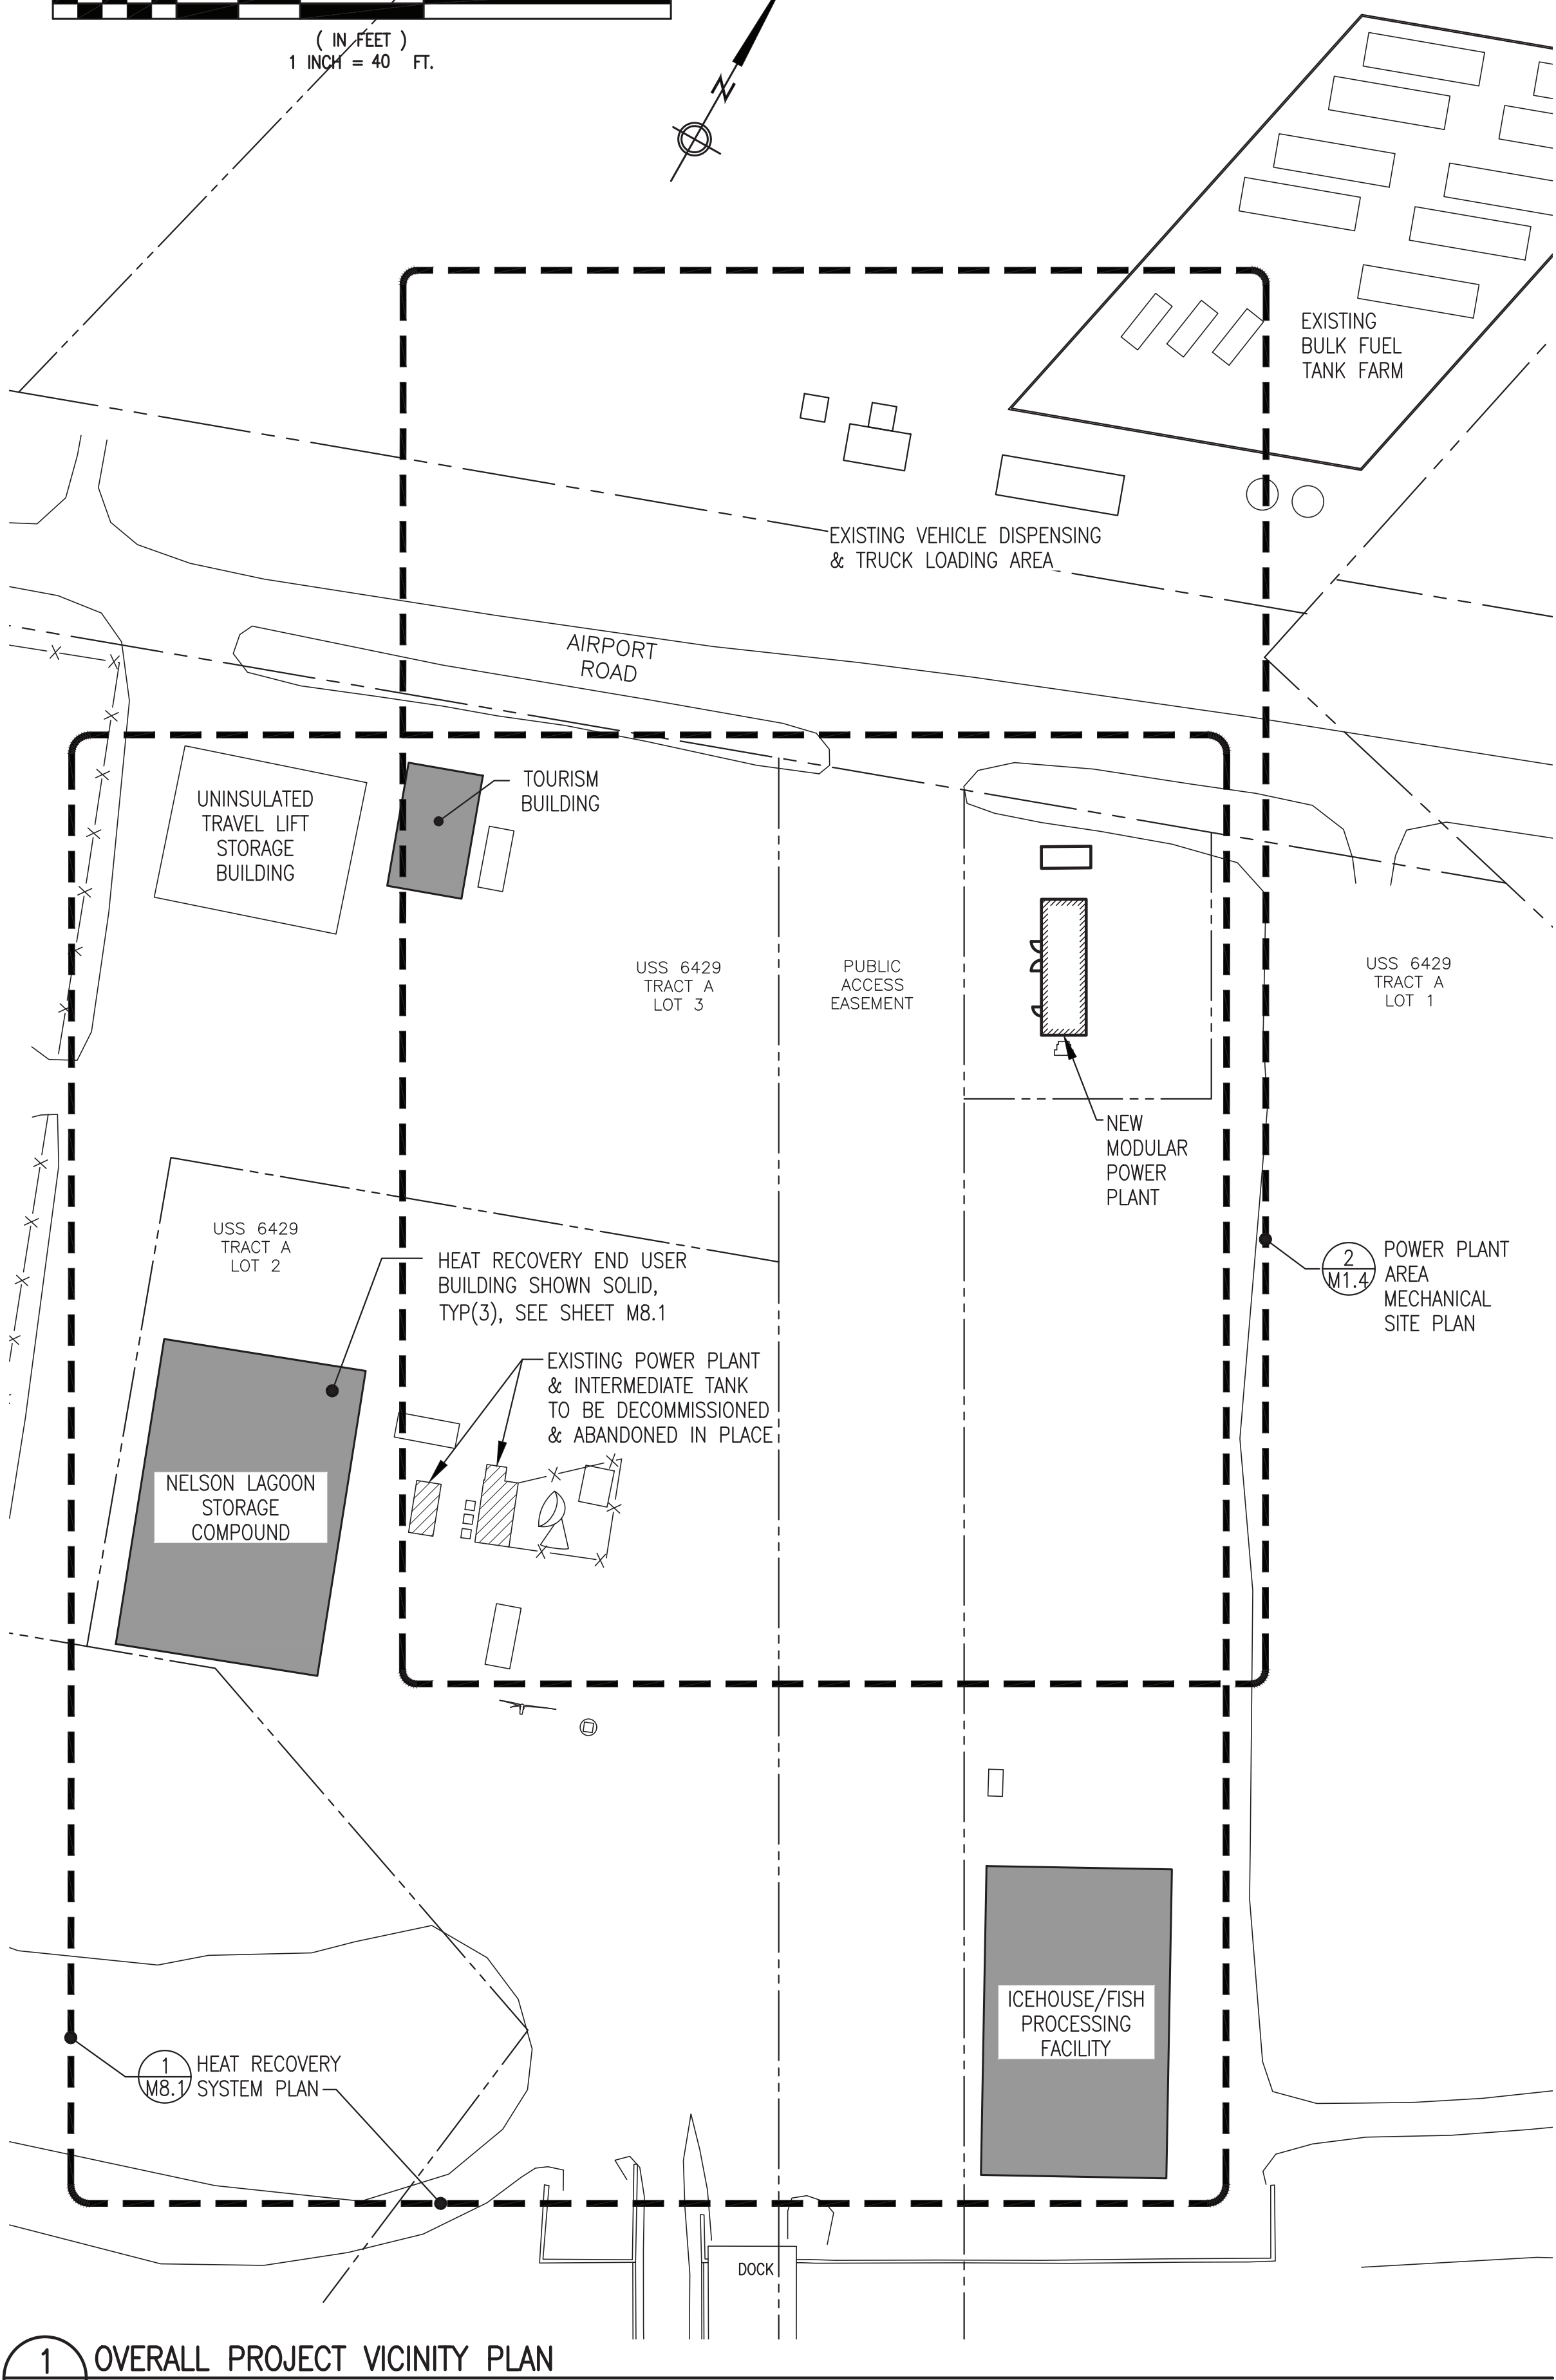 ( IN FEET )
1 INCH = 40 FT.
N
EXISTING
BULK FUEL
TANK FARM
EXISTING VEHICLE DISPENSING
& TRUCK LOADING AREA
AIRPORT
ROAD
TOURISM
BUILDING
UNINSULATED
TRAVEL LIFT
STORAGE
BUILDING
USS 6429
TRACT A
LOT 3
PUBLIC
ACCESS
EASEMENT
USS 6429
TRACT A
LOT 1
NEW
MODULAR
POWER
PLANT
USS 6429
TRACT A
LOT 2
HEAT RECOVERY END USER
BUILDING SHOWN SOLID,
TYP(3), SEE SHEET M8.1
2
M1.4
POWER PLANT
AREA
MECHANICAL
SITE PLAN
EXISTING POWER PLANT
& INTERMEDIATE TANK
TO BE DECOMMISSIONED
& ABANDONED IN PLACE
NELSON LAGOON
STORAGE
COMPOUND
ICEHOUSE/FISH
PROCESSING
FACILITY
1
M8.1
HEAT RECOVERY
SYSTEM PLAN
DOCK
1
OVERALL PROJECT VICINITY PLAN